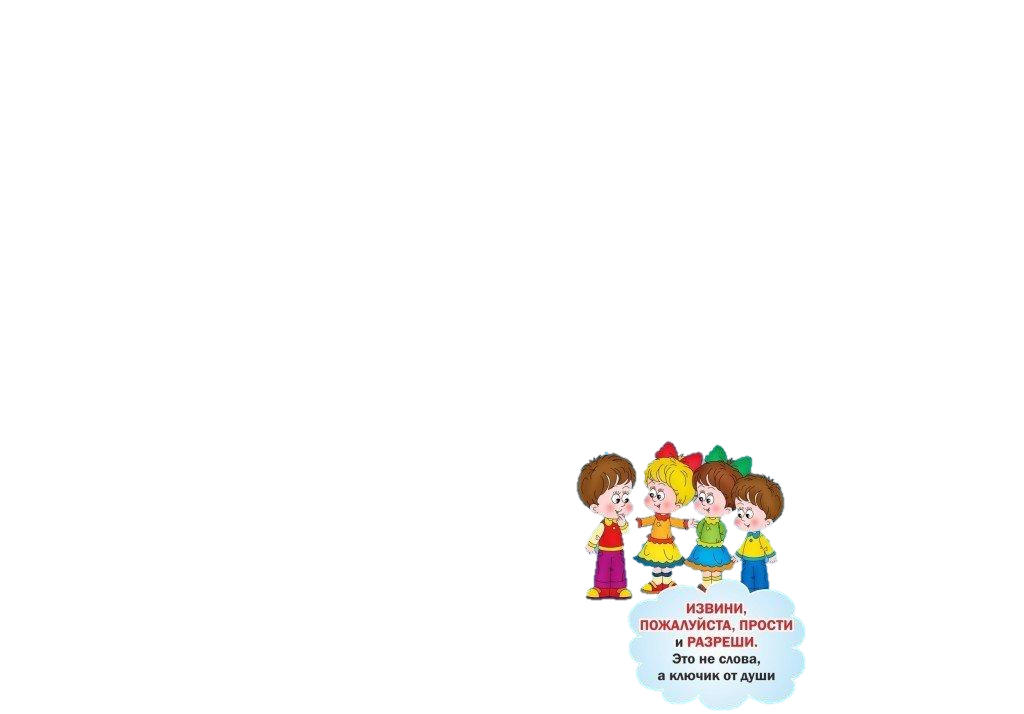 ИЗВИНИ,
ПОЖАЛУЙСТА, ПРОСТИ
и РАЗРЕШИ.
Это не слова,
а ключик от души